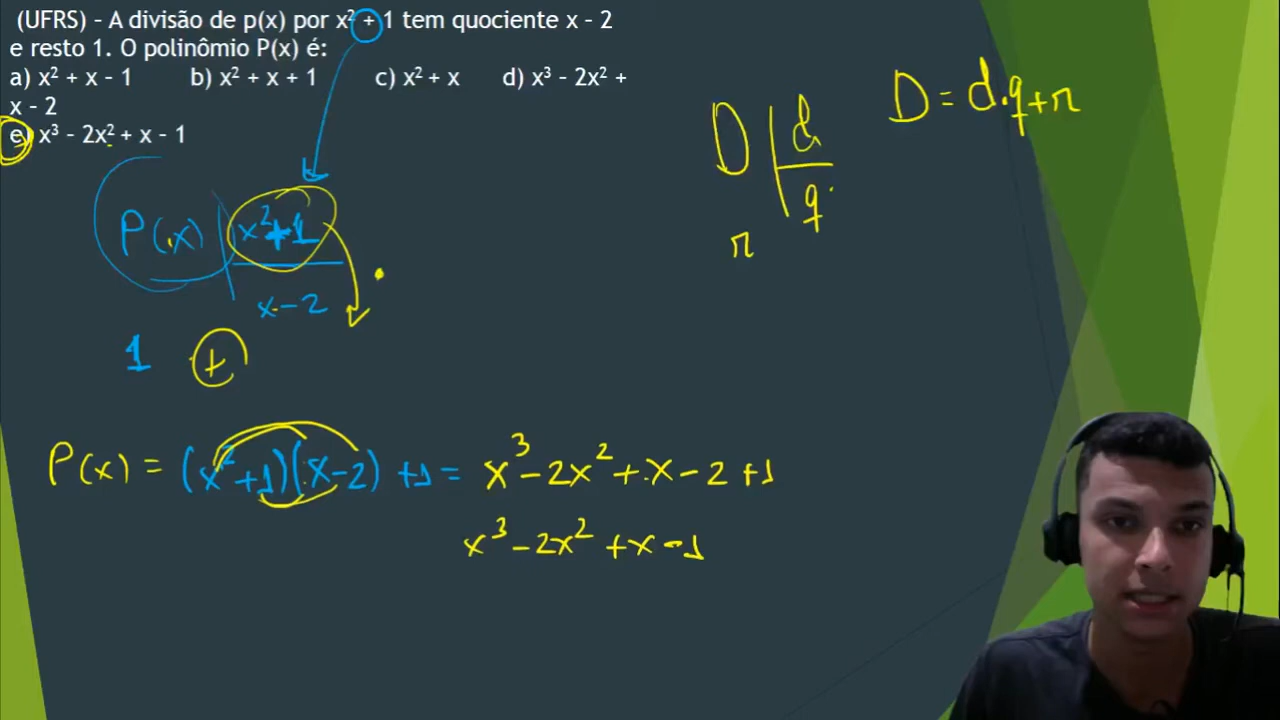 (UFRS) - A divisão de p(x) por x² + 1 tem quociente x - 2
e resto 1. O polinômio P(x) é:
a) x² + x - 1 b) x² + x + 1 c) x² + x d) x³ - 2x² +
x - 2
e) x³ - 2x² + x - 1
D = d.q+r
D d
q
r
P(x) x²+1
x-2
1 +
P(x) = (x²+1)(x-2) +1 = x³-2x²+x-2+1
x³-2x²+x-1